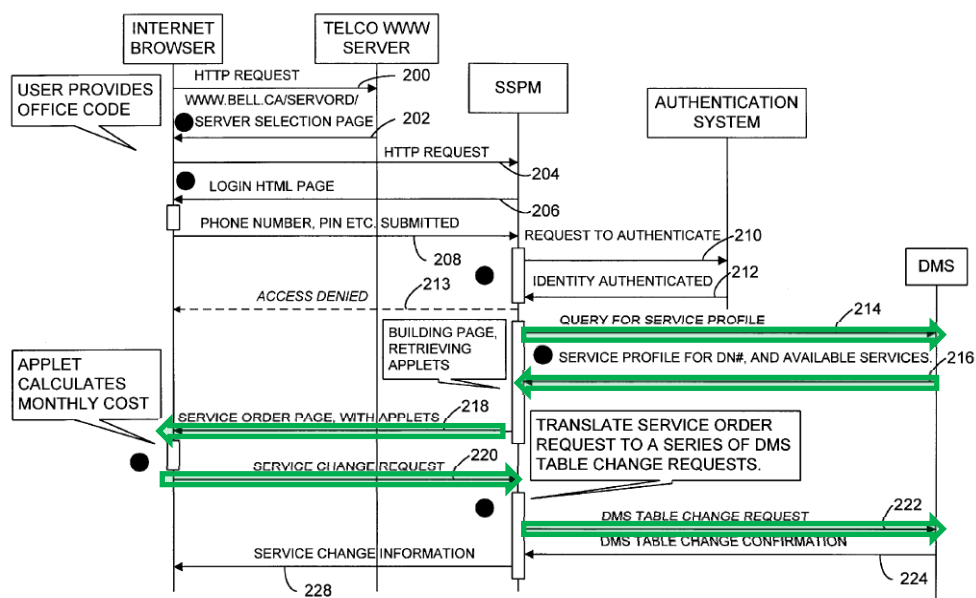 INTERNET
BROWSER
TELCO WWW
SERVER
SSPM
AUTHENTICATION
SYSTEM
DMS
USER PROVIDES
OFFICE CODE
HTTP REQUEST
200
WWW.BELL.CA/SERVORD/
SERVER SELECTION PAGE
202
HTTP REQUEST
204
LOGIN HTML PAGE
206
PHONE NUMBER, PIN ETC. SUBMITTED
208
REQUEST TO AUTHENTICATE
210
IDENTITY AUTHENTICATED
212
ACCESS DENIED
213
QUERY FOR SERVICE PROFILE
214
BUILDING PAGE,
RETRIEVING
APPLETS
SERVICE PROFILE FOR DN#, AND AVAILABLE SERVICES.
216
APPLET
CALCULATES
MONTHLY COST
SERVICE ORDER PAGE, WITH APPLETS
218
TRANSLATE SERVICE ORDER
REQUEST TO A SERIES OF DMS
TABLE CHANGE REQUESTS.
SERVICE CHANGE REQUEST
220
DMS TABLE CHANGE REQUEST
222
DMS TABLE CHANGE CONFIRMATION
224
SERVICE CHANGE INFORMATION
228